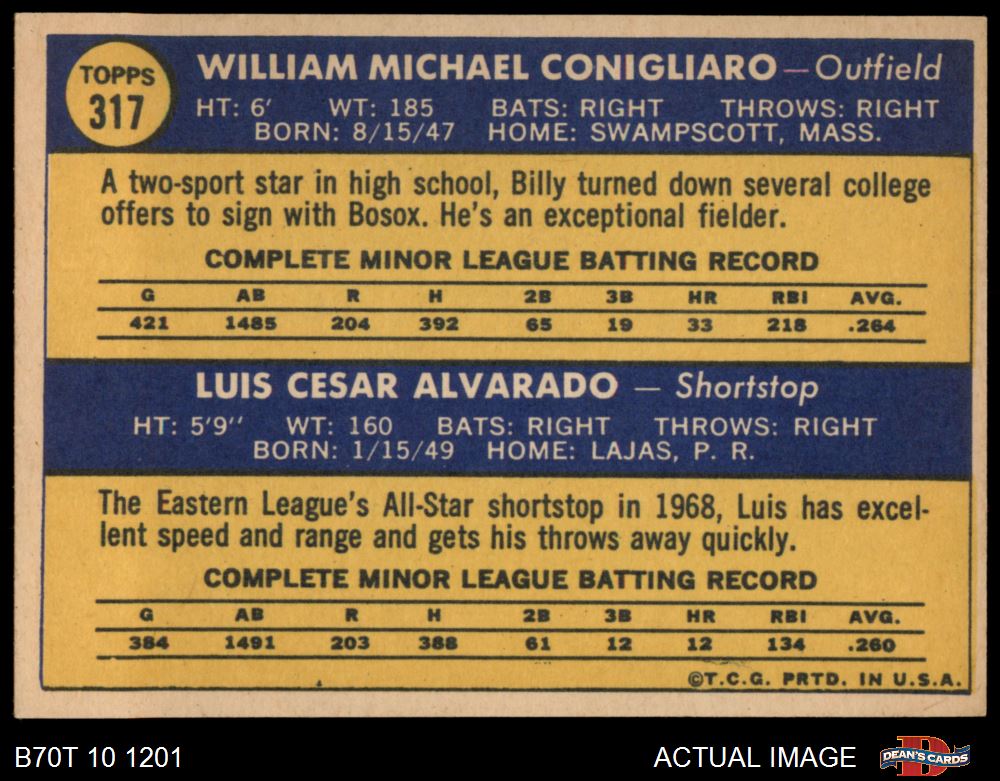 TOPPS
317
WILLIAM MICHAEL CONIGLIARO — Outfield
HT: 6' WT: 185 BATS: RIGHT THROWS: RIGHT
BORN: 8/15/47 HOME: SWAMPSCOTT, MASS.
A two-sport star in high school, Billy turned down several college
offers to sign with Bosox. He's an exceptional fielder.
COMPLETE MINOR LEAGUE BATTING RECORD
G AB R H 2B 3B HR RBI AVG.
421 1485 204 392 65 19 33 218 .264
LUIS CESAR ALVARADO — Shortstop
HT: 5'9" WT: 160 BATS: RIGHT THROWS: RIGHT
BORN: 1/15/49 HOME: LAJAS, P. R.
The Eastern League's All-Star shortstop in 1968, Luis has excel-
lent speed and range and gets his throws away quickly.
COMPLETE MINOR LEAGUE BATTING RECORD
G AB R H 2B 3B HR RBI AVG.
384 1491 203 388 61 12 12 134 .260
©T.C.G. PRTD. IN U.S.A.
B70T 10 1201 ACTUAL IMAGE
D
DEAN'S CARDS